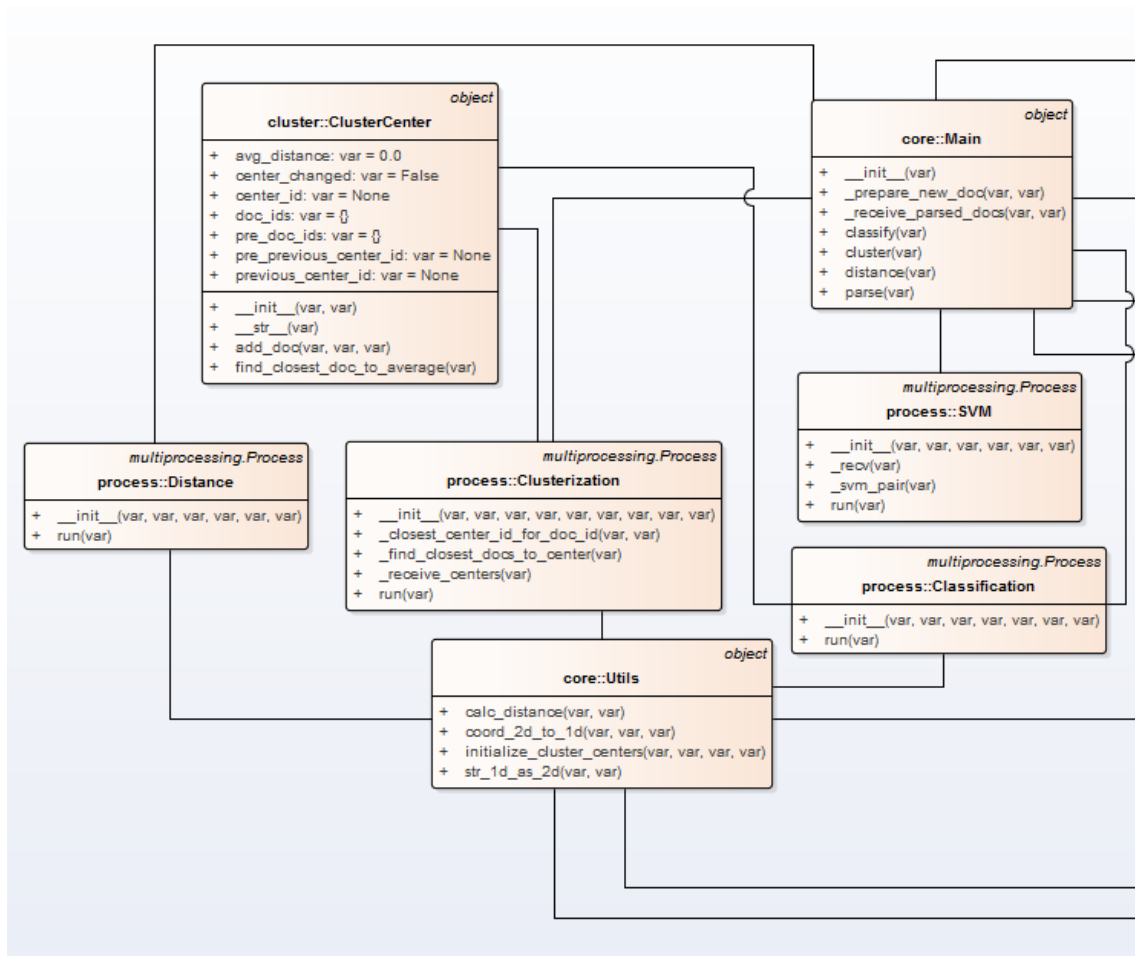 object
cluster::ClusterCenter
+ avg_distance: var = 0.0
+ center_changed: var = False
+ center_id: var = None
+ doc_ids: var = {}
+ pre_doc_ids: var = {}
+ pre_previous_center_id: var = None
+ previous_center_id: var = None
+ __init__(var, var)
+ __str__(var)
+ add_doc(var, var, var)
+ find_closest_doc_to_average(var)
object
core::Main
+ __init__(var)
+ _prepare_new_doc(var, var)
+ _receive_parsed_docs(var, var)
+ classify(var)
+ cluster(var)
+ distance(var)
+ parse(var)
multiprocessing.Process
process::SVM
+ __init__(var, var, var, var, var, var)
+ _recv(var)
+ _svm_pair(var)
+ run(var)
multiprocessing.Process
process::Distance
+ __init__(var, var, var, var, var, var)
+ run(var)
multiprocessing.Process
process::Clusterization
+ __init__(var, var, var, var, var, var, var, var, var)
+ _closest_center_id_for_doc_id(var, var)
+ _find_closest_docs_to_center(var)
+ _receive_centers(var)
+ run(var)
multiprocessing.Process
process::Classification
+ __init__(var, var, var, var, var, var, var)
+ run(var)
object
core::Utils
+ calc_distance(var, var)
+ coord_2d_to_1d(var, var, var)
+ initialize_cluster_centers(var, var, var, var)
+ str_1d_as_2d(var, var)